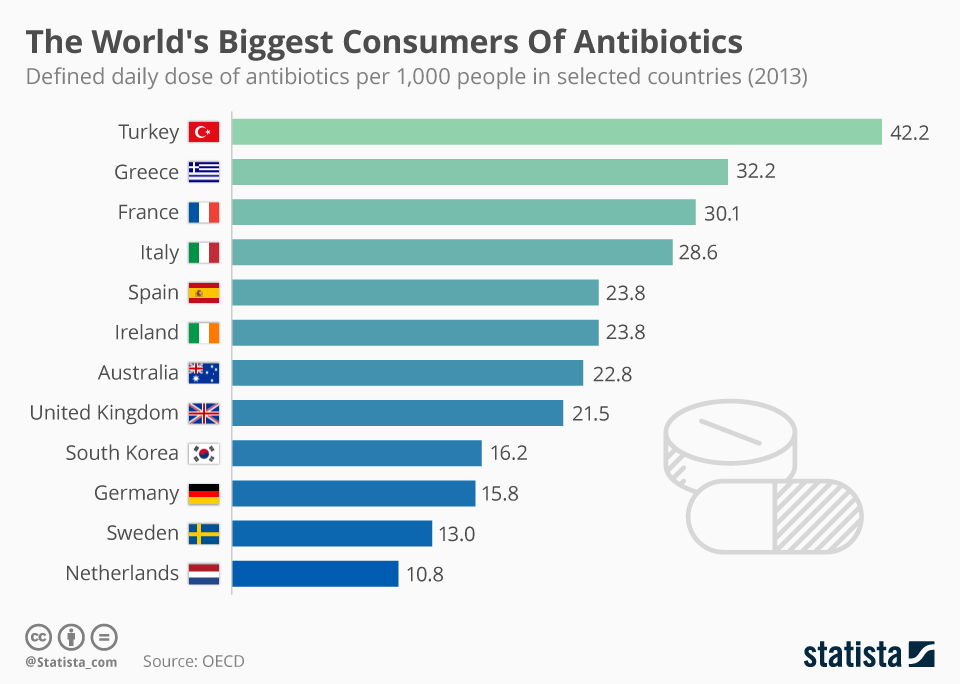 The World's Biggest Consumers Of Antibiotics
Defined daily dose of antibiotics per 1,000 people in selected countries (2013)
Turkey 42.2
Greece 32.2
France 30.1
Italy 28.6
Spain 23.8
Ireland 23.8
Australia 22.8
United Kingdom 21.5
South Korea 16.2
Germany 15.8
Sweden 13.0
Netherlands 10.8
cc
@Statista_com Source: OECD
statista